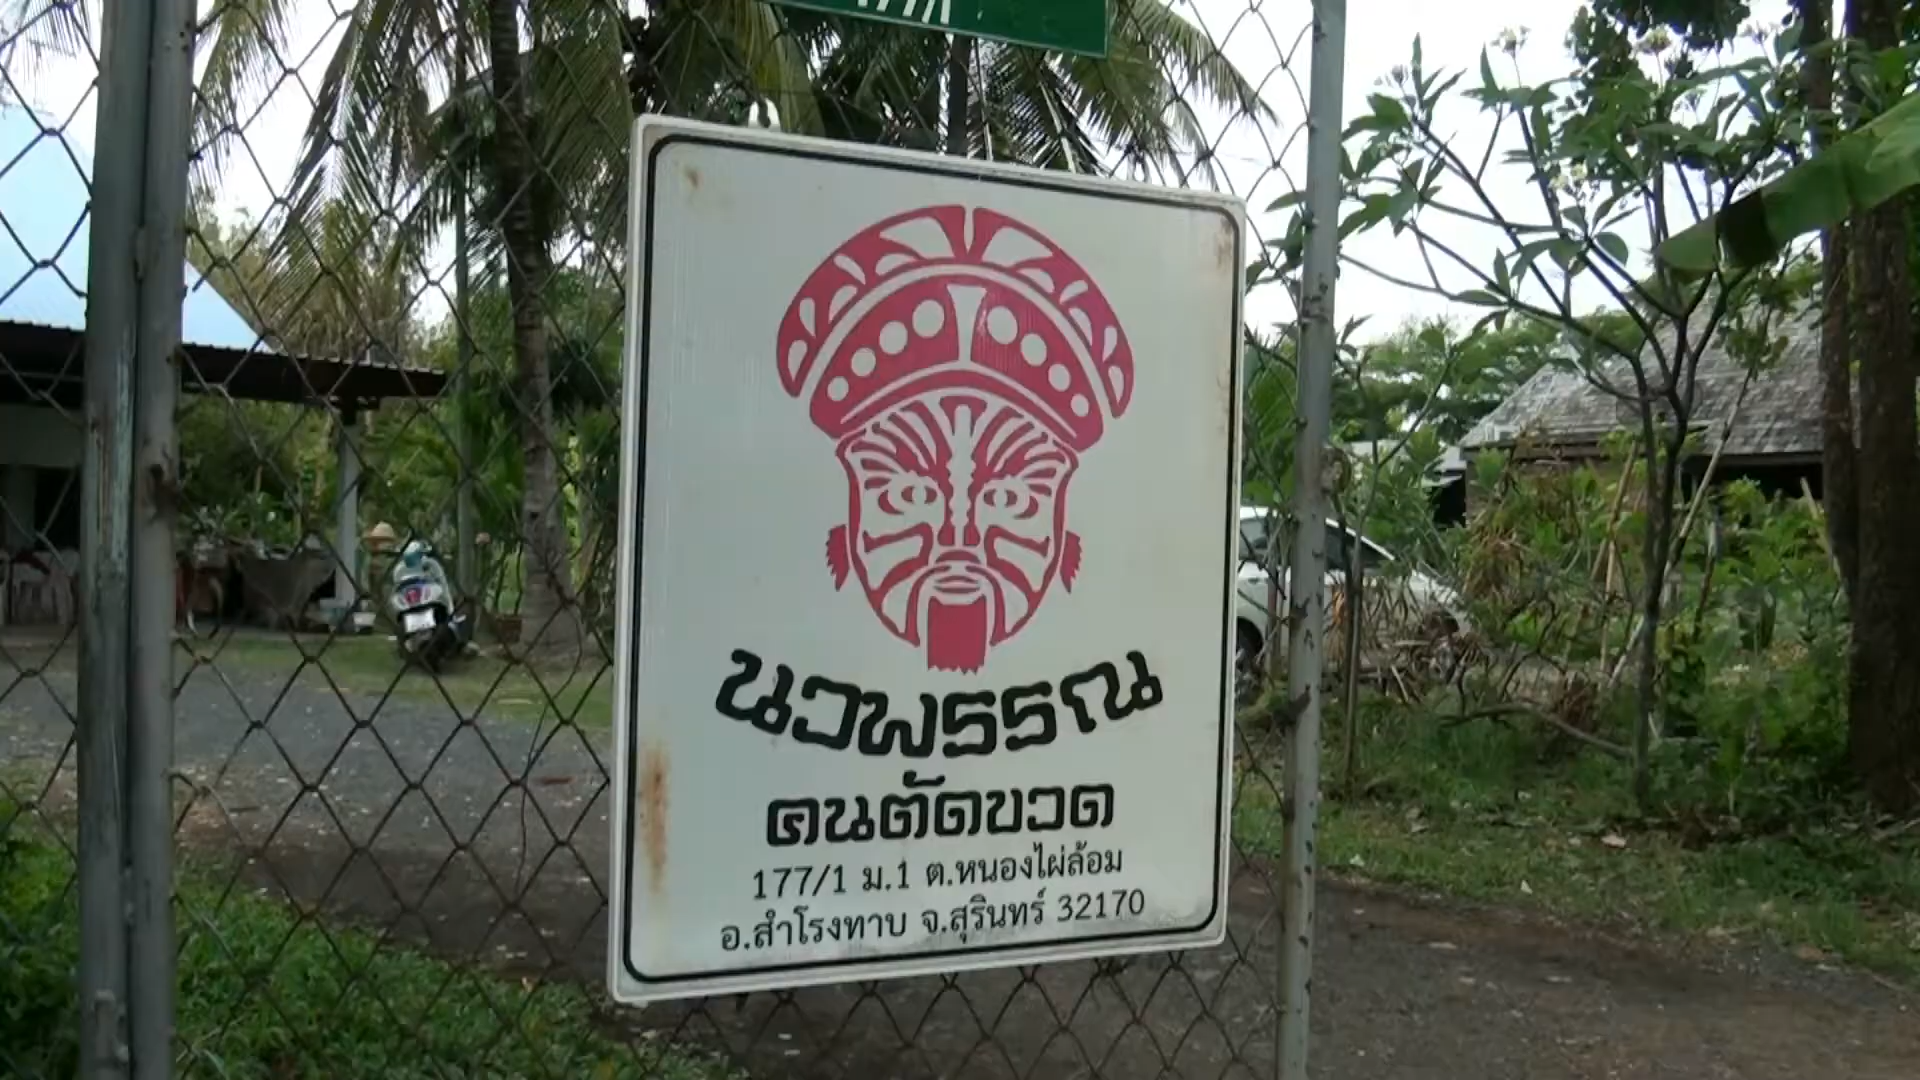 นวพรรณ
คนตัดขวด
177/1 ม.1 ต.หนองไผ่ล้อม
อ.สำโรงทาบ จ.สุรินทร์ 32170